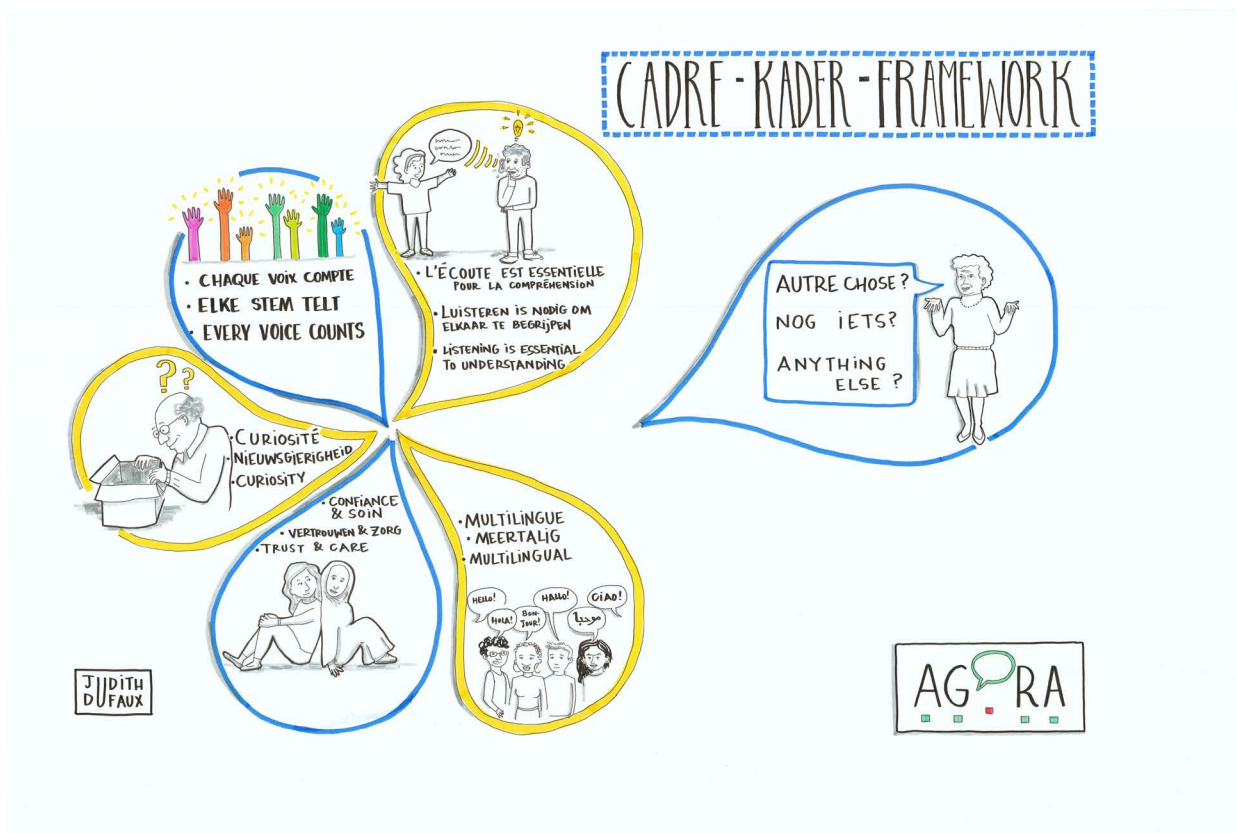 CADRE - KADER - FRAMEWORK
• CHAQUE VOIX COMPTE
• ELKE STEM TELT
• EVERY VOICE COUNTS
• L'ÉCOUTE EST ESSENTIELLE
POUR LA COMPRÉHENSION
• LUISTEREN IS NODIG OM
ELKAAR TE BEGRIJPEN
• LISTENING IS ESSENTIAL
TO UNDERSTANDING
AUTRE CHOSE?
NOG IETS?
ANYTHING
ELSE?
??
• CURIOSITÉ
• NIEUWSGIERIGHEID
• CURIOSITY
• CONFIANCE
& SOIN
• VERTROUWEN & ZORG
• TRUST & CARE
• MULTILINGUE
• MEERTALIG
• MULTILINGUAL
HELLO!
HOLA!
BON-
JOUR!
HALLO!
CIAO!
مرحبا
JUDITH
DUFAUX
AGORA